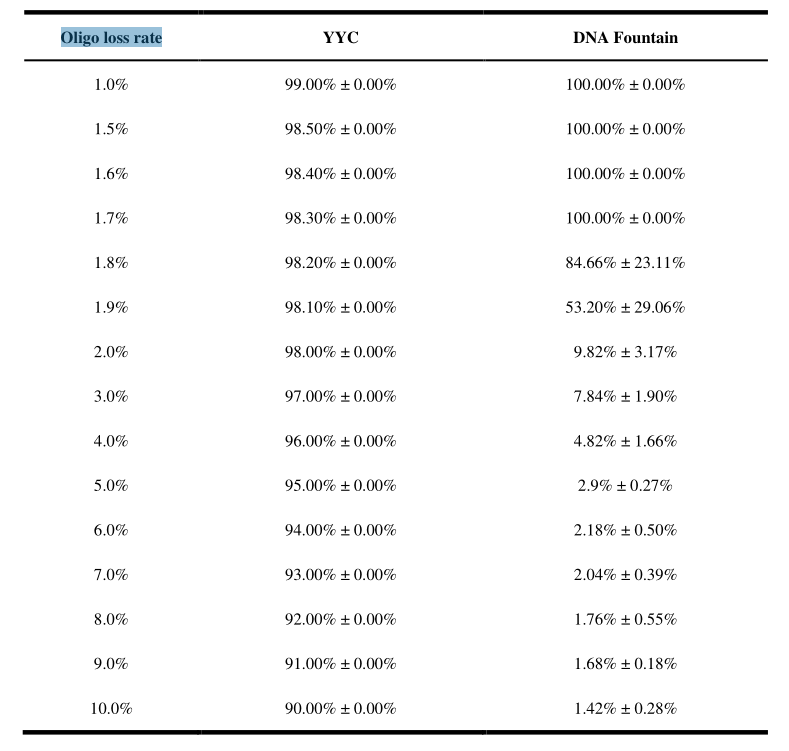 Oligo loss rate YYC DNA Fountain
1.0% 99.00% ± 0.00% 100.00% ± 0.00%
1.5% 98.50% ± 0.00% 100.00% ± 0.00%
1.6% 98.40% ± 0.00% 100.00% ± 0.00%
1.7% 98.30% ± 0.00% 100.00% ± 0.00%
1.8% 98.20% ± 0.00% 84.66% ± 23.11%
1.9% 98.10% ± 0.00% 53.20% ± 29.06%
2.0% 98.00% ± 0.00% 9.82% ± 3.17%
3.0% 97.00% ± 0.00% 7.84% ± 1.90%
4.0% 96.00% ± 0.00% 4.82% ± 1.66%
5.0% 95.00% ± 0.00% 2.9% ± 0.27%
6.0% 94.00% ± 0.00% 2.18% ± 0.50%
7.0% 93.00% ± 0.00% 2.04% ± 0.39%
8.0% 92.00% ± 0.00% 1.76% ± 0.55%
9.0% 91.00% ± 0.00% 1.68% ± 0.18%
10.0% 90.00% ± 0.00% 1.42% ± 0.28%